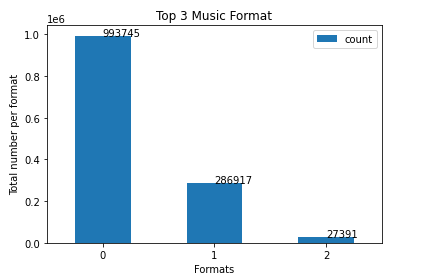 Top 3 Music Format
1e6
count
993745
286917
27391
1.0
0.8
0.6
0.4
0.2
0.0
Total number per format
0 1 2
Formats